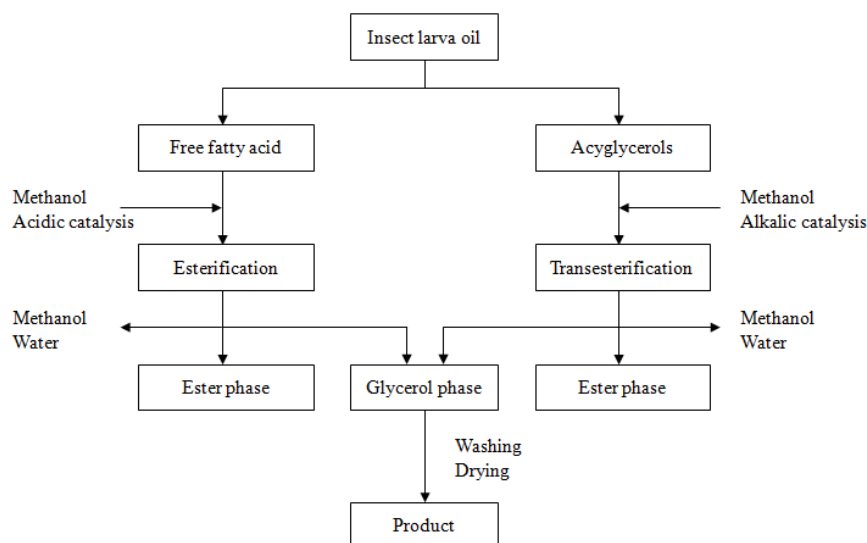 Insect larva oil
Free fatty acid
Acyglycerols
Methanol
Acidic catalysis
Methanol
Alkalic catalysis
Esterification
Transesterification
Methanol
Water
Methanol
Water
Ester phase
Glycerol phase
Ester phase
Washing
Drying
Product